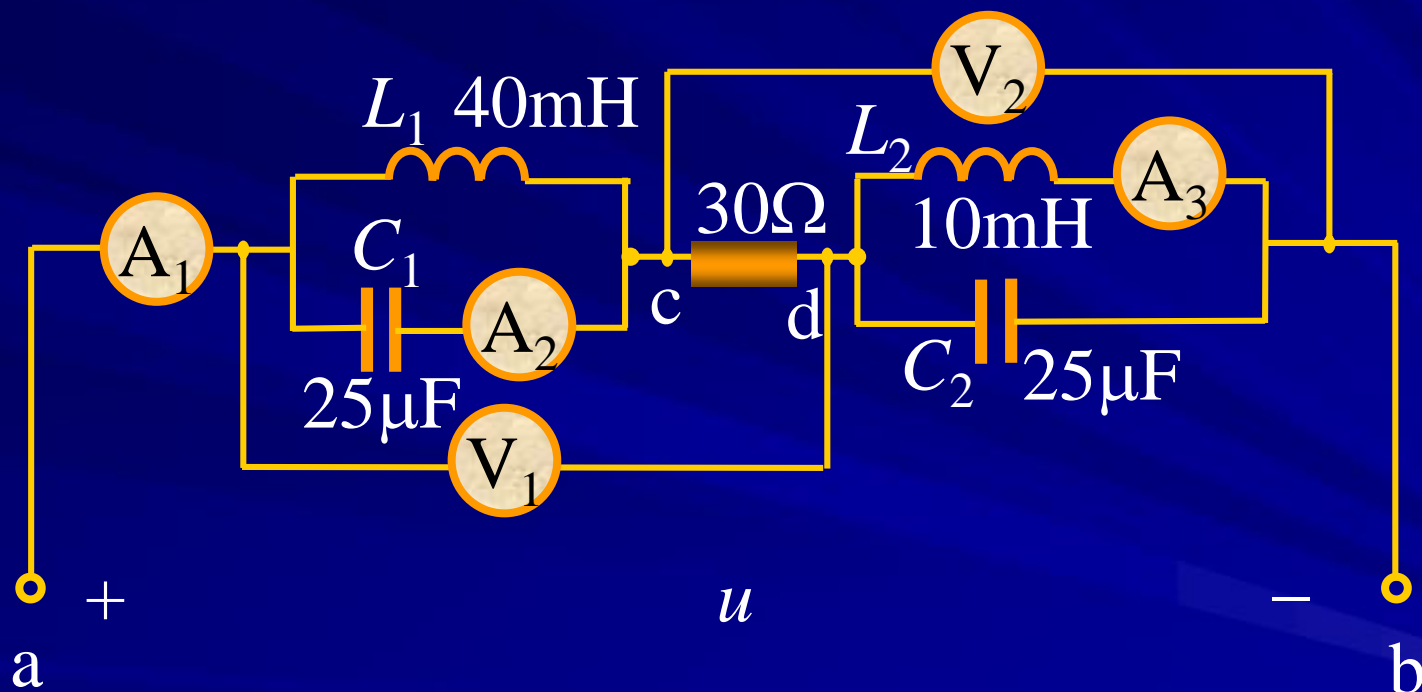 V₂
L₁ 40mH
L₂
A₃
30Ω
10mH
A₁
C₁
A₂
c
d
25µF
C₂ 25µF
V₁
+ u −
a b